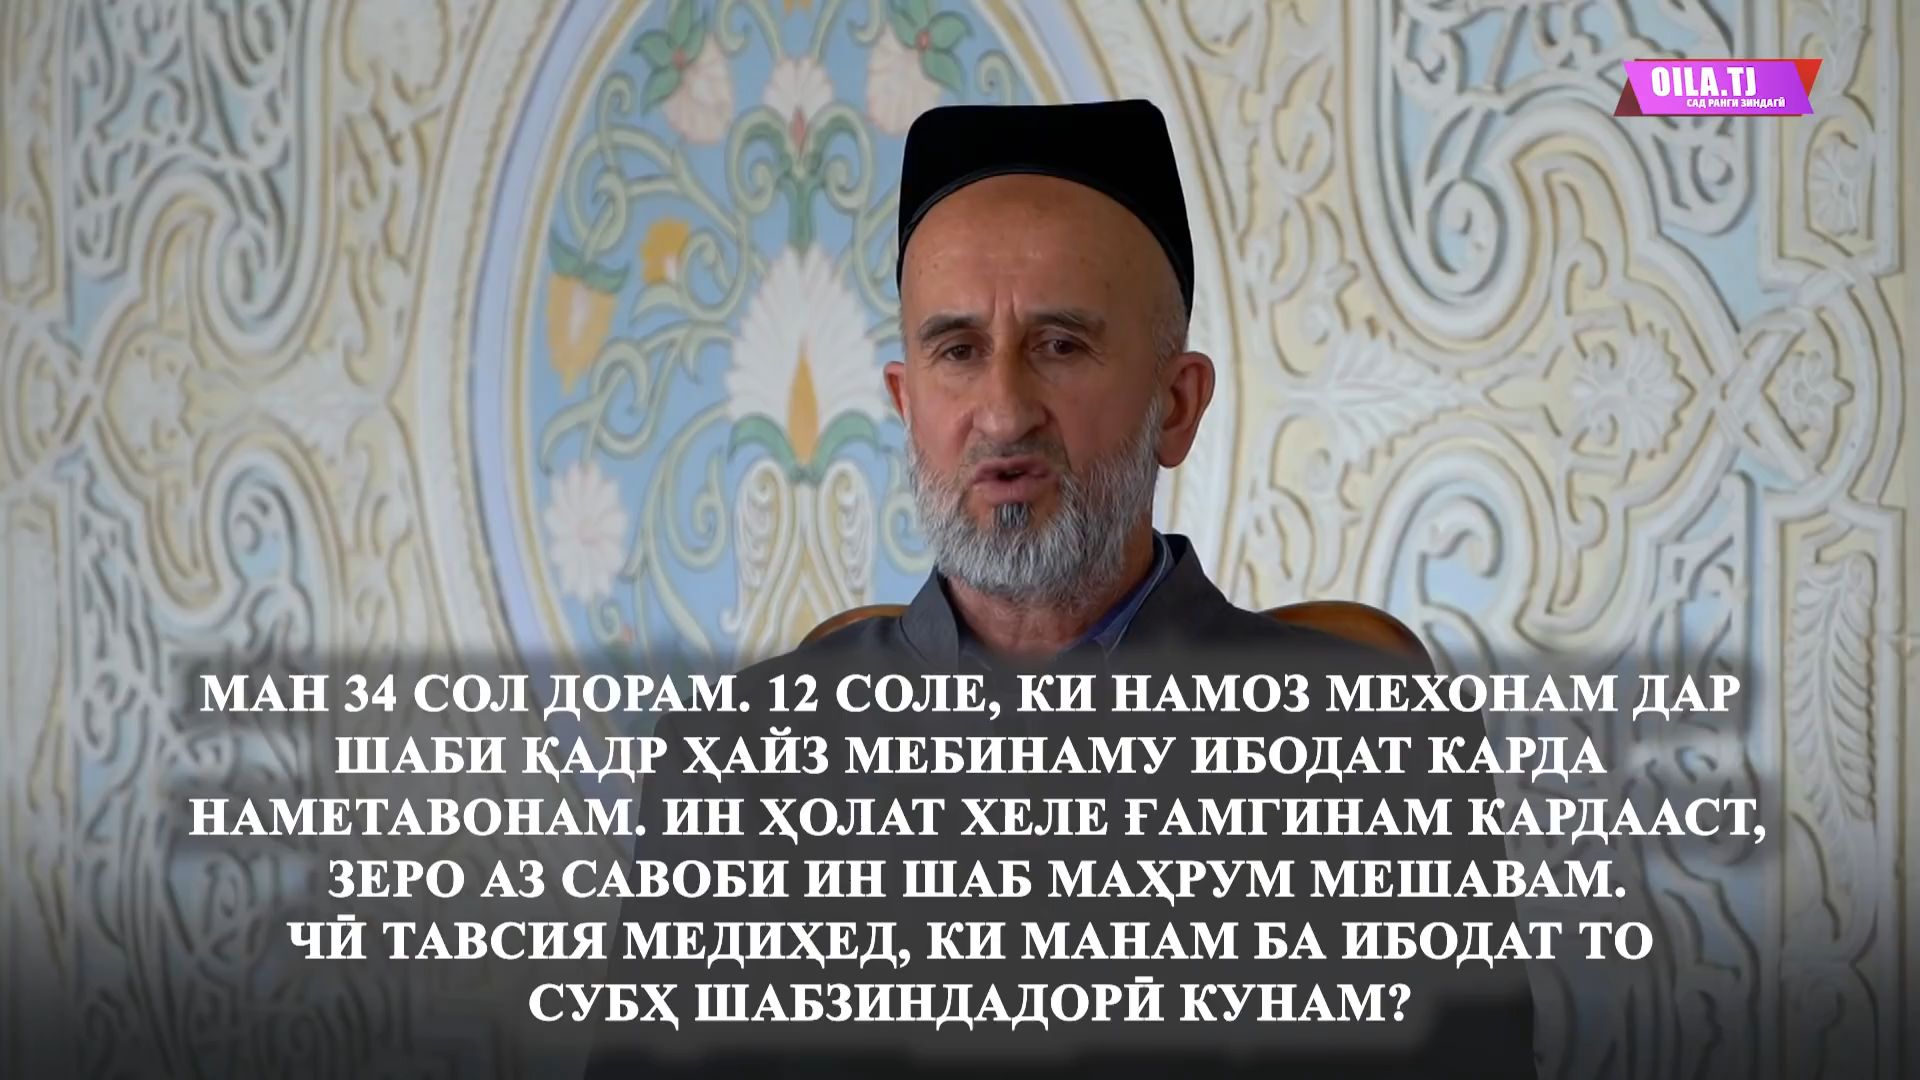 OILA.TJ
САД РАНГИ ЗИНДАГӢ
МАН 34 СОЛ ДОРАМ. 12 СОЛЕ, КИ НАМОЗ МЕХОНАМ ДАР
ШАБИ ҚАДР ҲАЙЗ МЕБИНАМУ ИБОДАТ КАРДА
НАМЕТАВОНАМ. ИН ҲОЛАТ ХЕЛЕ ҒАМГИНАМ КАРДААСТ,
ЗЕРО АЗ САВОБИ ИН ШАБ МАҲРУМ МЕШАВАМ.
ЧӢ ТАВСИЯ МЕДИҲЕД, КИ МАНАМ БА ИБОДАТ ТО
СУБҲ ШАБЗИНДАДОРӢ КУНАМ?